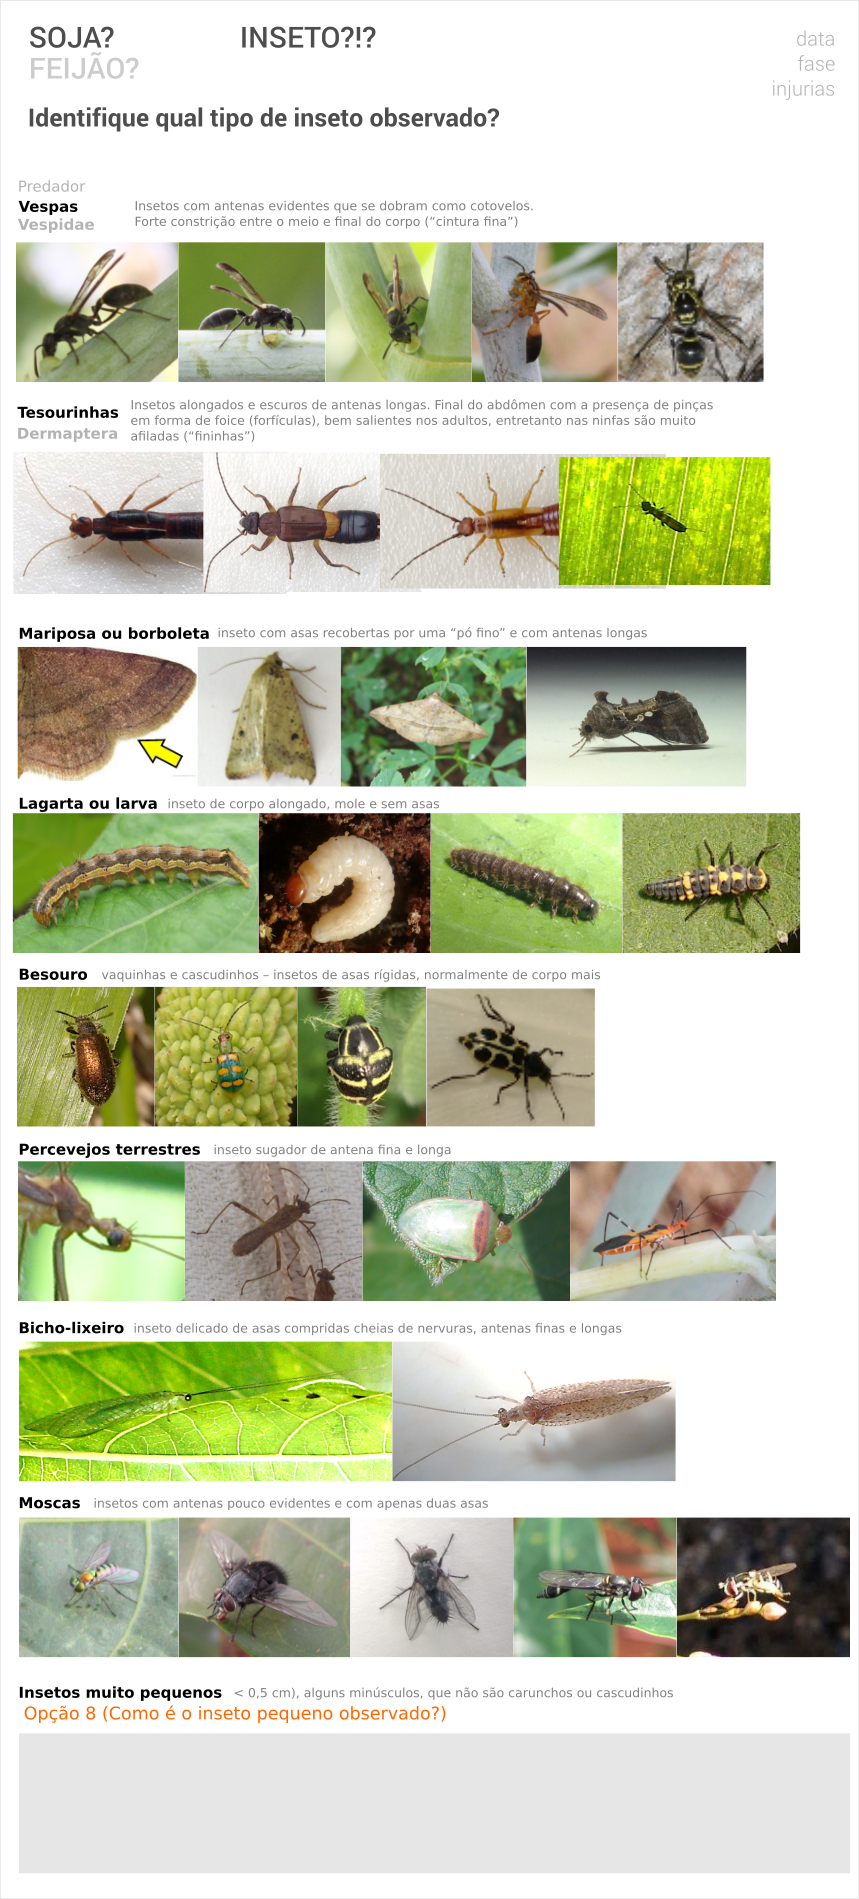 SOJA? INSETO?!?
FEIJÃO?
data
fase
injurias
Identifique qual tipo de inseto observado?
Predador
Vespas
Vespidae
Insetos com antenas evidentes que se dobram como cotovelos.
Forte constrição entre o meio e final do corpo (“cintura fina”)
Tesourinhas
Dermaptera
Insetos alongados e escuros de antenas longas. Final do abdômen com a presença de pinças
em forma de foice (forfículas), bem salientes nos adultos, entretanto nas ninfas são muito
afiladas (“fininhas”)
Mariposa ou borboleta inseto com asas recobertas por uma “pó fino” e com antenas longas
Lagarta ou larva inseto de corpo alongado, mole e sem asas
Besouro vaquinhas e cascudinhos – insetos de asas rígidas, normalmente de corpo mais
Percevejos terrestres inseto sugador de antena fina e longa
Bicho-lixeiro inseto delicado de asas compridas cheias de nervuras, antenas finas e longas
Moscas insetos com antenas pouco evidentes e com apenas duas asas
Insetos muito pequenos < 0,5 cm), alguns minúsculos, que não são carunchos ou cascudinhos
Opção 8 (Como é o inseto pequeno observado?)